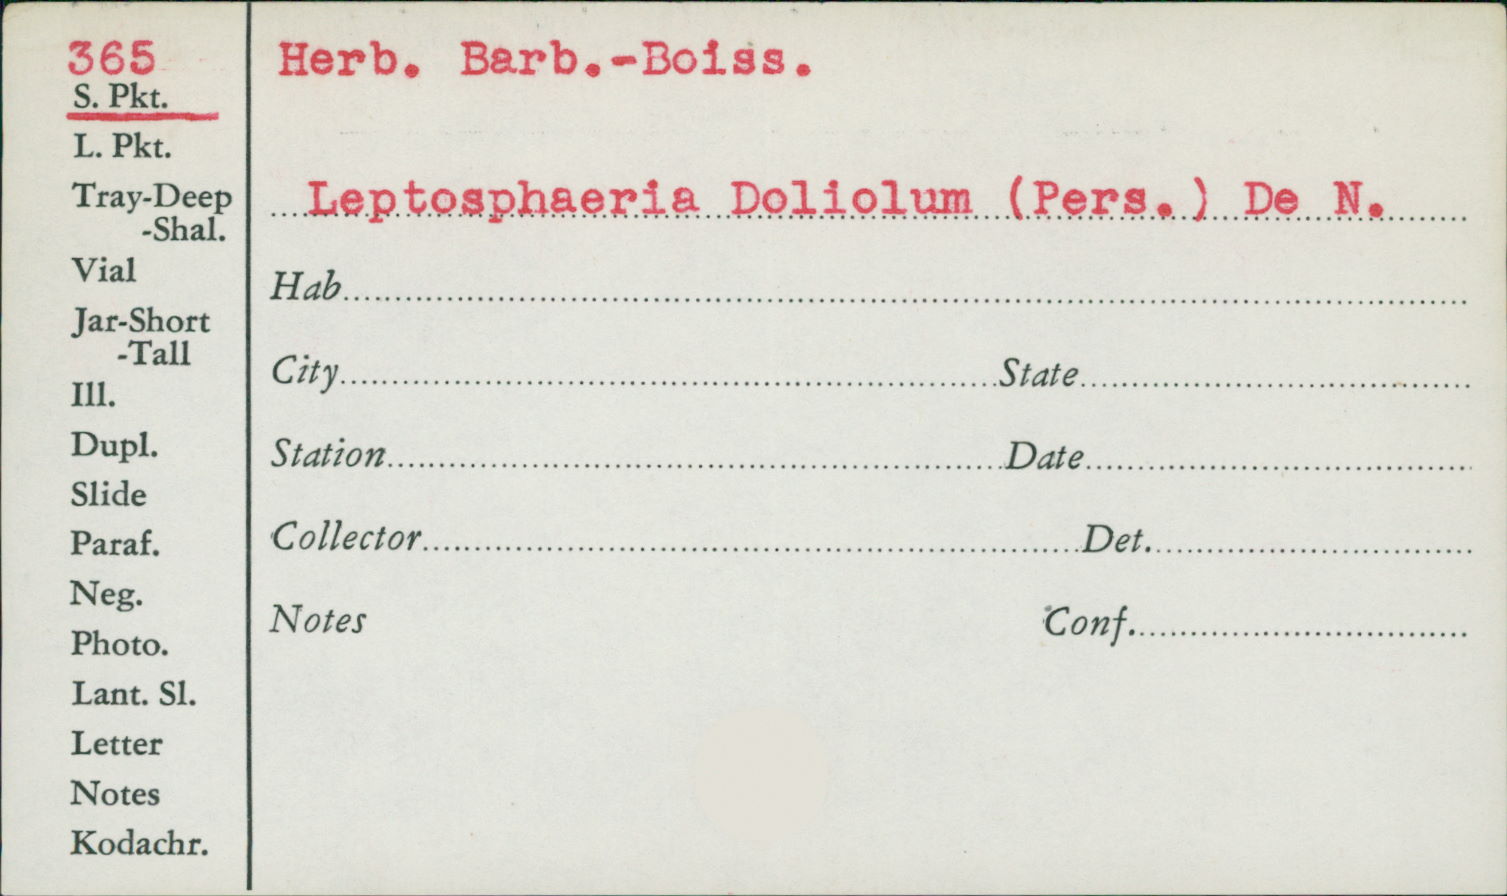 365
S. Pkt.
L. Pkt.
Tray-Deep
-Shal.
Vial
Jar-Short
-Tall
Ill.
Dupl.
Slide
Paraf.
Neg.
Photo.
Lant. Sl.
Letter
Notes
Kodachr.
Herb. Barb.-Boiss.
Leptosphaeria Doliolum (Pers.) De N.
Hab
City State
Station Date
Collector Det.
Notes Conf.